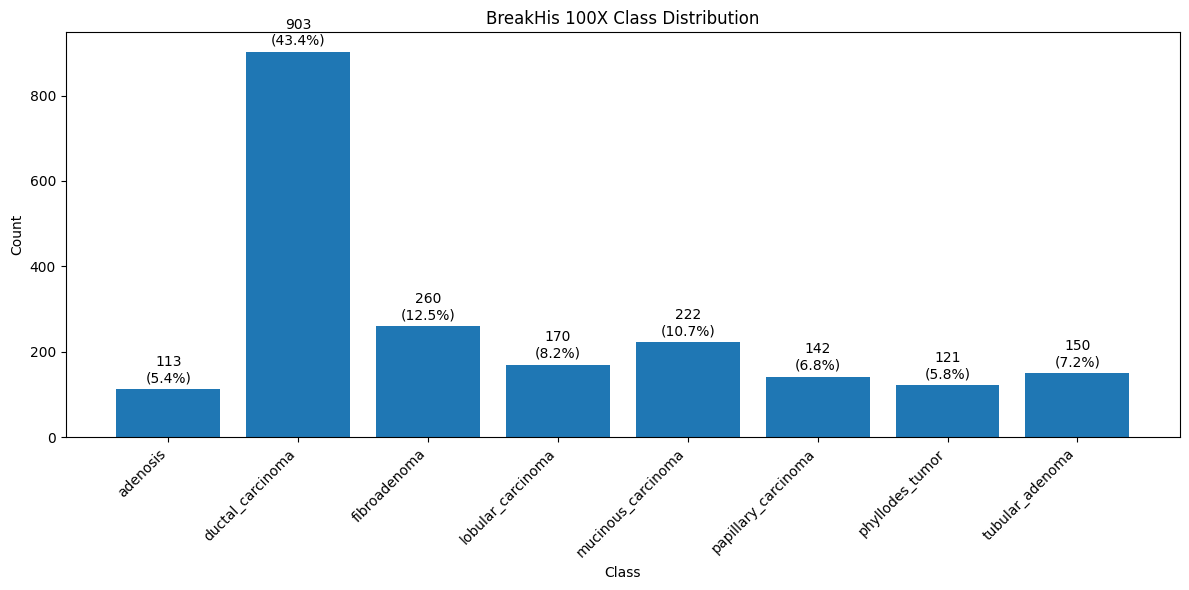 BreakHis 100X Class Distribution
903
(43.4%)
800
600
Count
400
260
(12.5%)
222
(10.7%)
170
(8.2%)
150
(7.2%)
142
(6.8%)
121
(5.8%)
113
(5.4%)
200
0
adenosis
ductal_carcinoma
fibroadenoma
lobular_carcinoma
mucinous_carcinoma
papillary_carcinoma
phyllodes_tumor
tubular_adenoma
Class